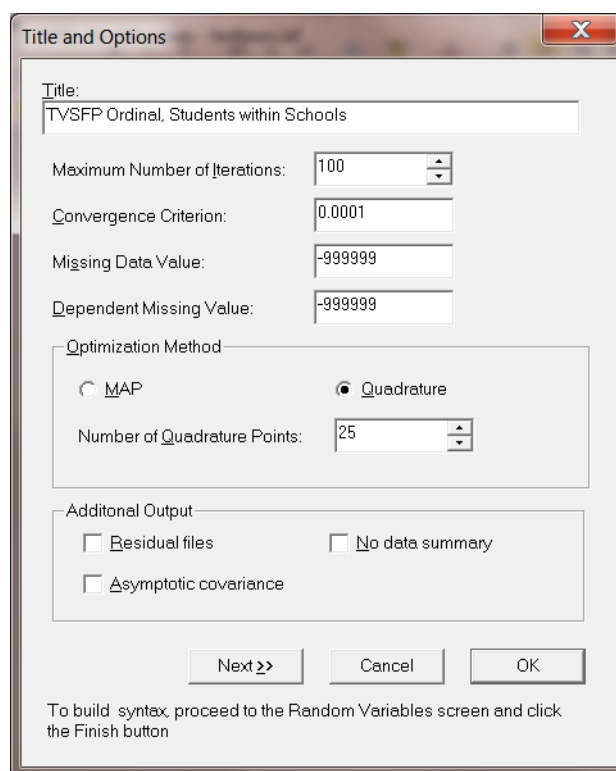 Title and Options
Title:
TVSFP Ordinal, Students within Schools
Maximum Number of Iterations:
100
Convergence Criterion:
0.0001
Missing Data Value:
-999999
Dependent Missing Value:
-999999
Optimization Method
MAP
Quadrature
Number of Quadrature Points:
25
Additonal Output
Residual files
No data summary
Asymptotic covariance
Next >>
Cancel
OK
To build syntax, proceed to the Random Variables screen and click
the Finish button